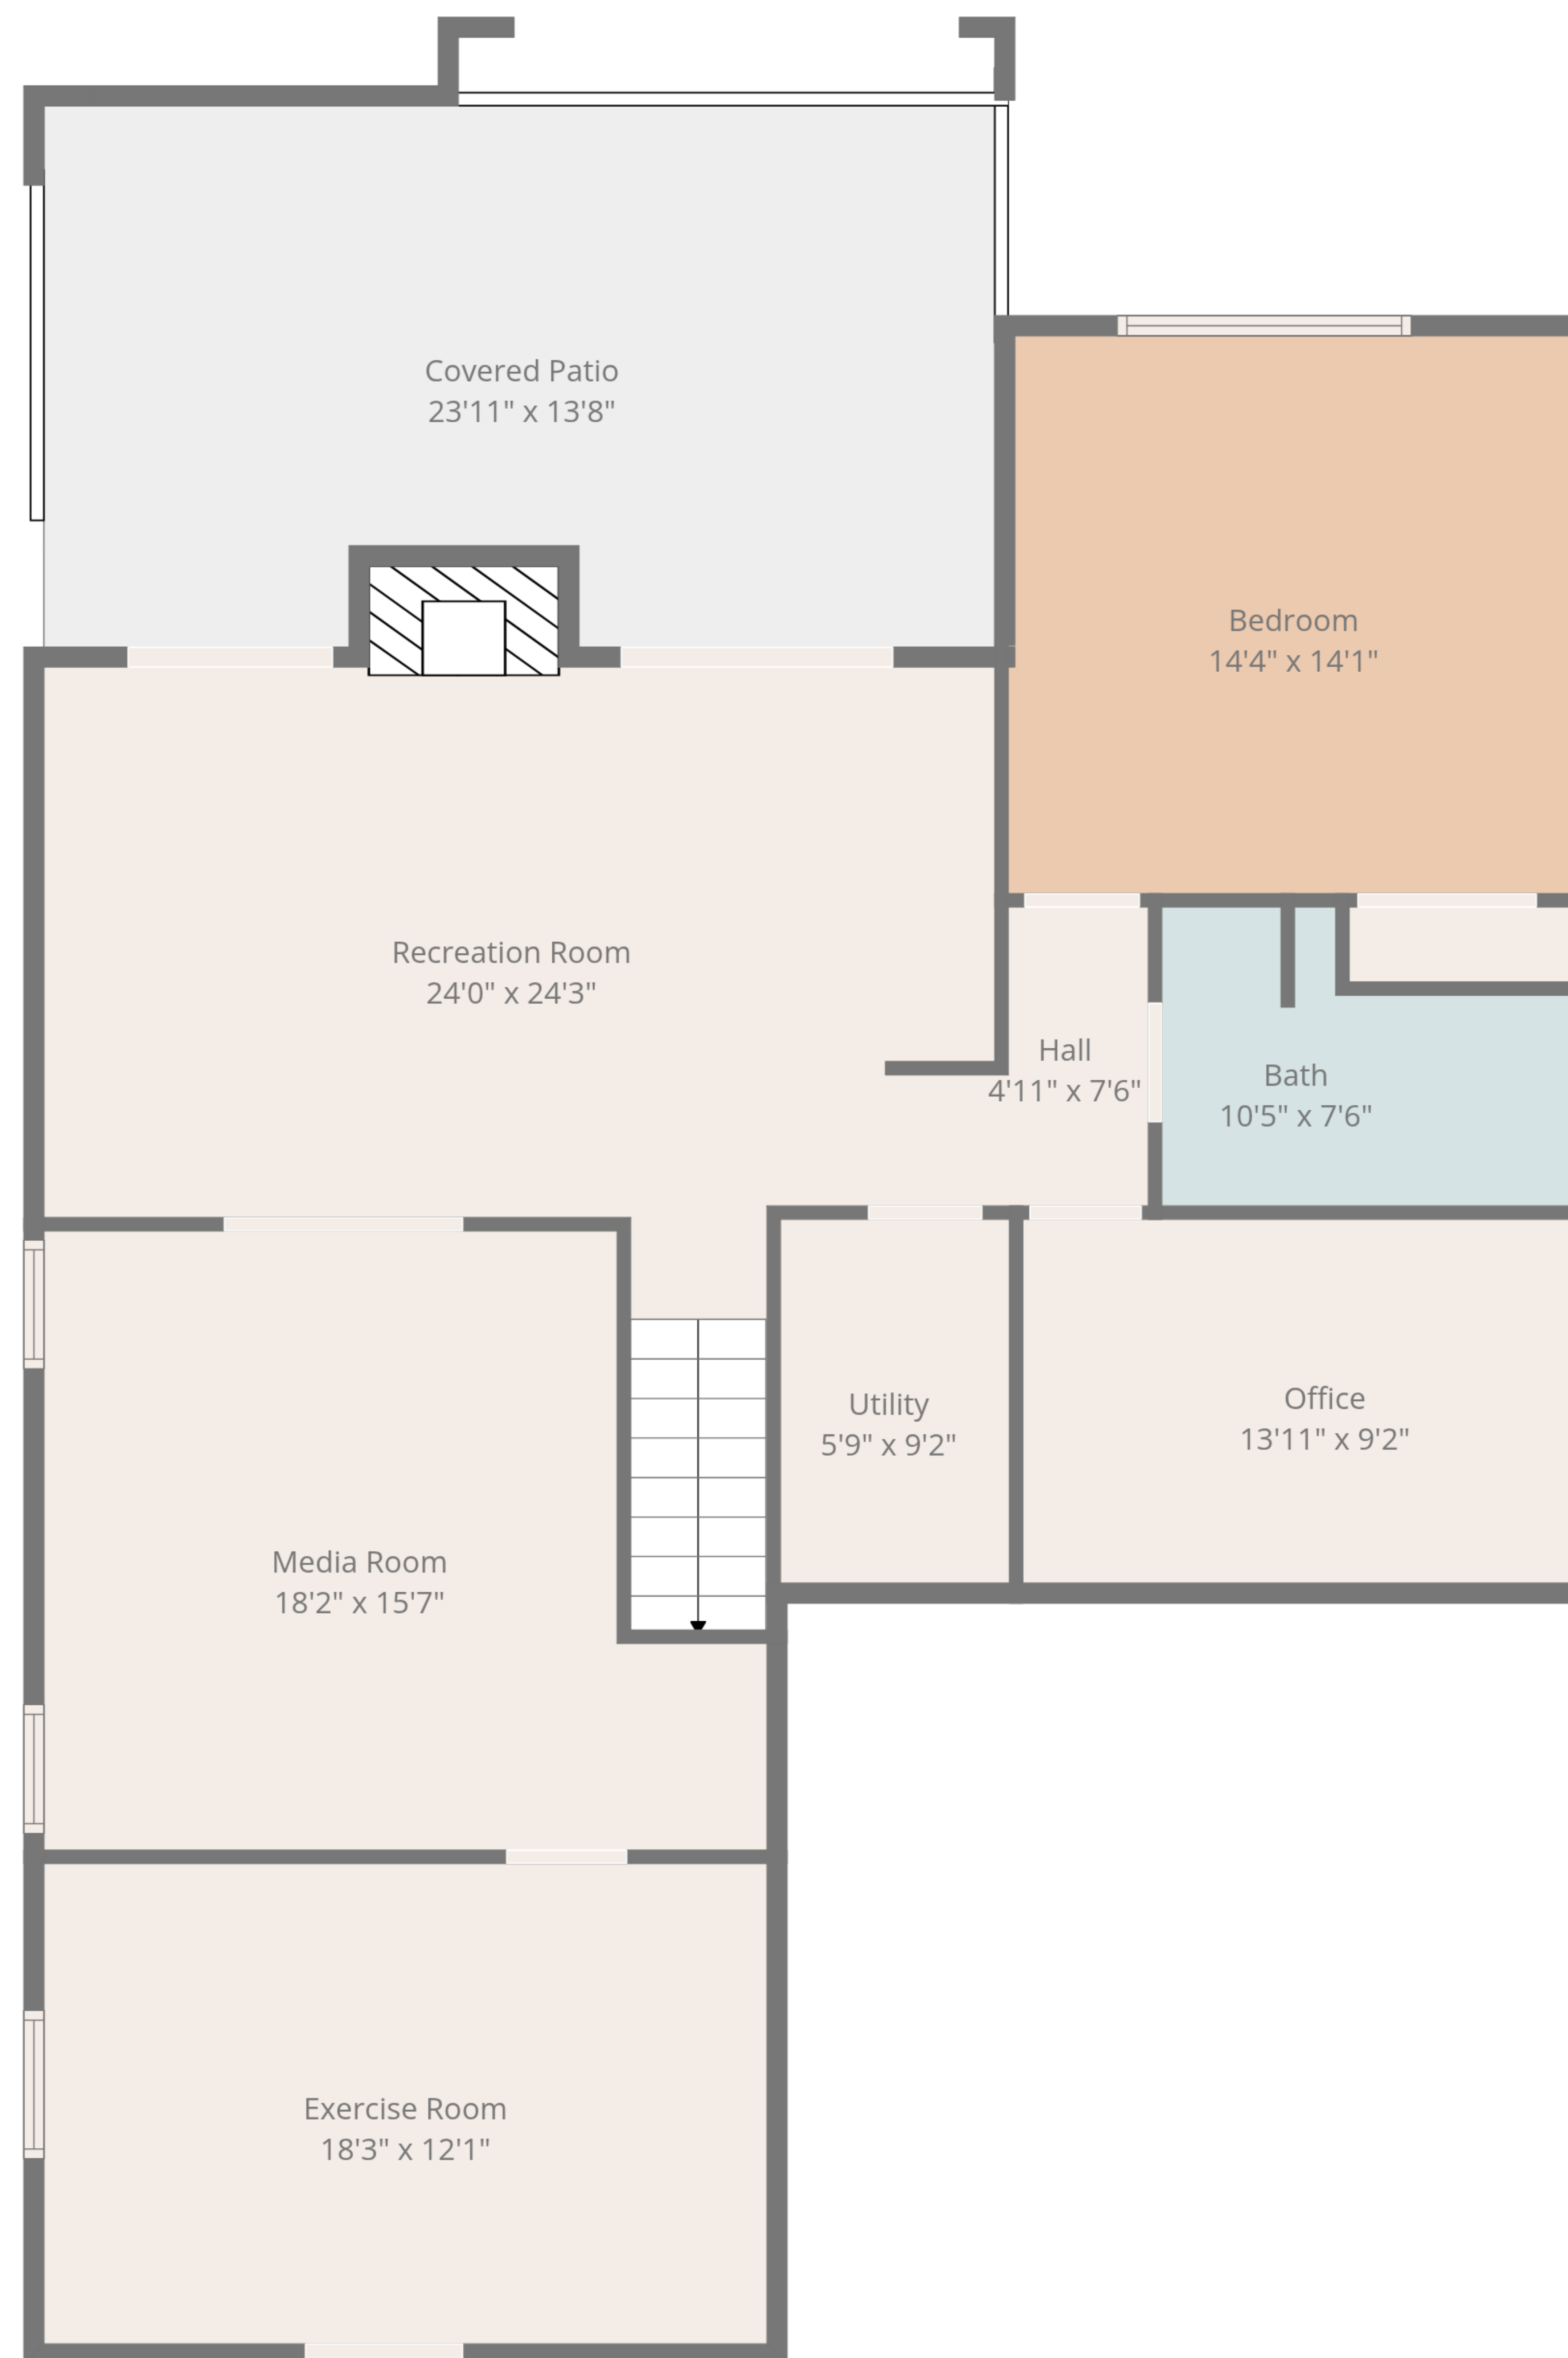 Covered Patio
23'11" x 13'8"
Bedroom
14'4" x 14'1"
Recreation Room
24'0" x 24'3"
Hall
4'11" x 7'6"
Bath
10'5" x 7'6"
Utility
5'9" x 9'2"
Office
13'11" x 9'2"
Media Room
18'2" x 15'7"
Exercise Room
18'3" x 12'1"